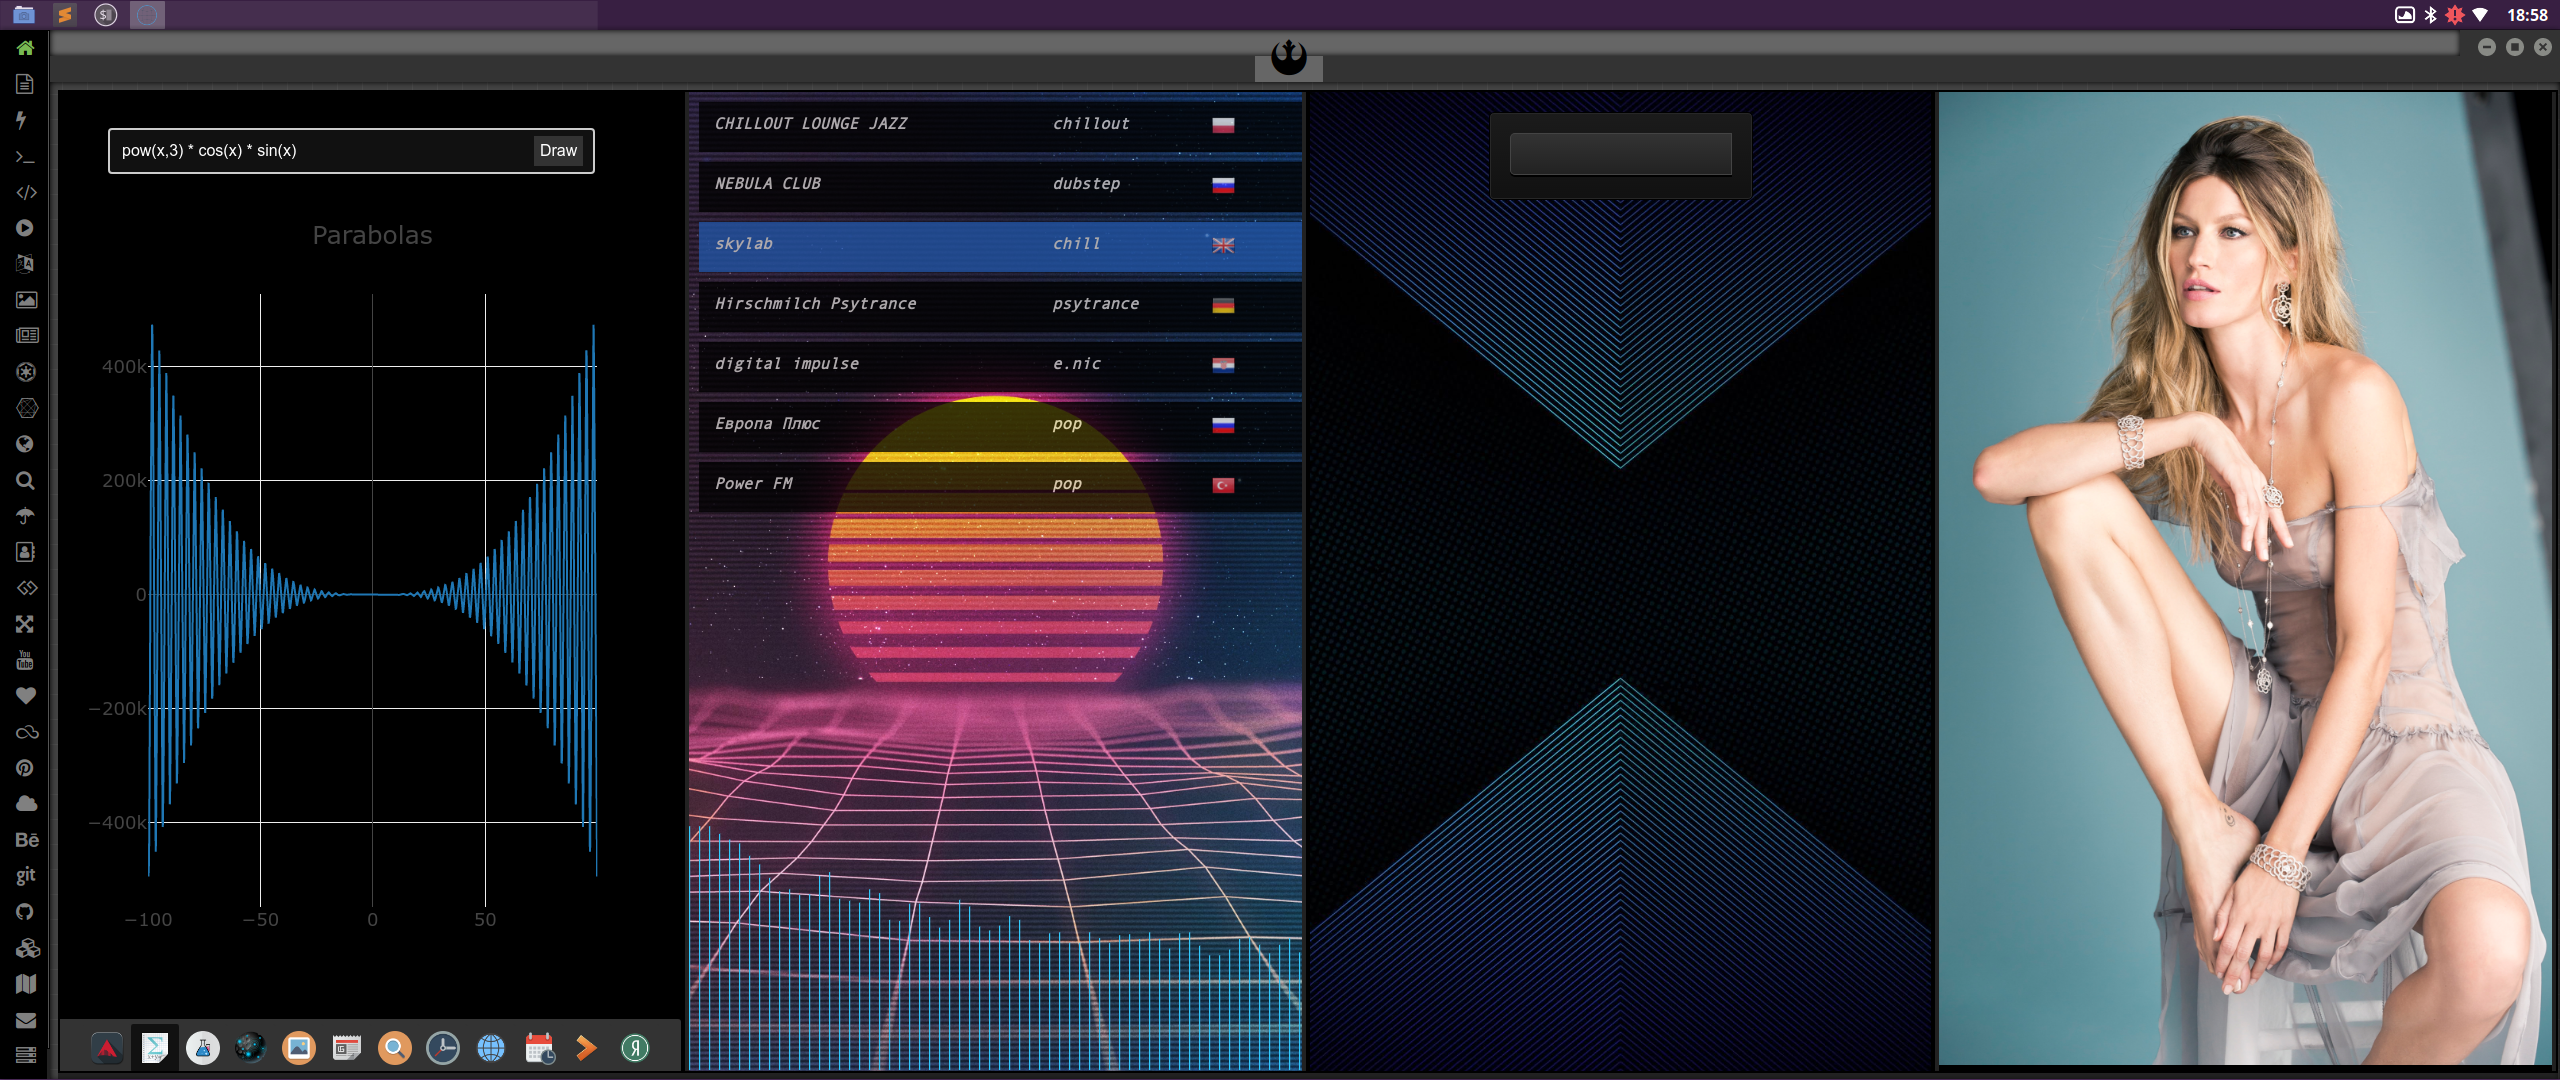 18:58
pow(x,3) * cos(x) * sin(x) Draw
Parabolas
400k
200k
0
−200k
−400k
−100 −50 0 50
CHILLOUT LOUNGE JAZZ chillout
NEBULA CLUB dubstep
skylab chill
Hirschmilch Psytrance psytrance
digital impulse e.nic
Европа Плюс pop
Power FM pop
You
Tube
Bē
git
Я